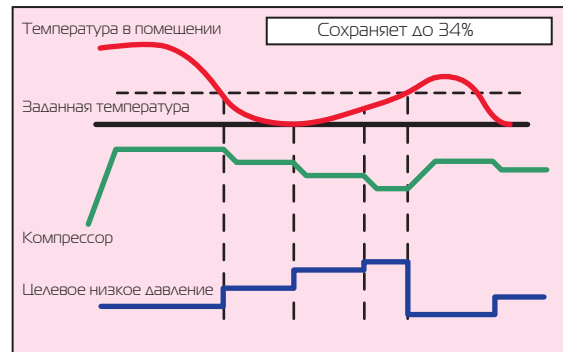 Температура в помещении
Сохраняет до 34%
Заданная температура
Компрессор
Целевое низкое давление